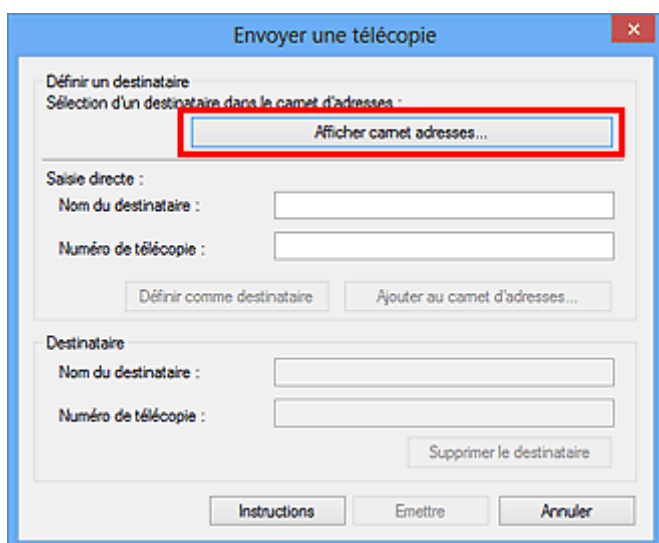 Envoyer une télécopie
Définir un destinataire
Sélection d'un destinataire dans le carnet d'adresses :
Afficher carnet adresses...
Saisie directe :
Nom du destinataire :
Numéro de télécopie :
Définir comme destinataire
Ajouter au carnet d'adresses...
Destinataire
Nom du destinataire :
Numéro de télécopie :
Supprimer le destinataire
Instructions
Emettre
Annuler